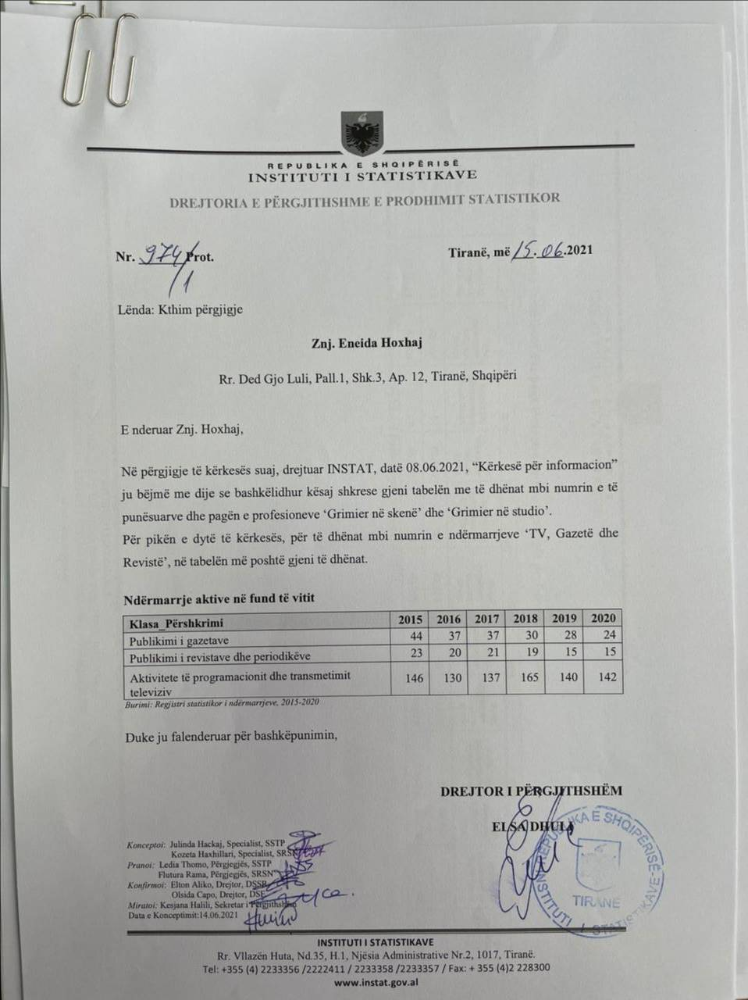 REPUBLIKA E SHQIPËRISË
INSTITUTI I STATISTIKAVE
DREJTORIA E PËRGJITHSHME E PRODHIMIT STATISTIKOR
Nr. 974/1 Prot.
Tiranë, më 15.06.2021
Lënda: Kthim përgjigje
Znj. Eneida Hoxhaj
Rr. Ded Gjo Luli, Pall.1, Shk.3, Ap. 12, Tiranë, Shqipëri
E nderuar Znj. Hoxhaj,
Në përgjigje të kërkesës suaj, drejtuar INSTAT, datë 08.06.2021, “Kërkesë për informacion”
ju bëjmë me dije se bashkëlidhur kësaj shkrese gjeni tabelën me të dhënat mbi numrin e të
punësuarve dhe pagën e profesioneve ‘Grimier në skenë’ dhe ‘Grimier në studio’.
Për pikën e dytë të kërkesës, për të dhënat mbi numrin e ndërmarrjeve ‘TV, Gazetë dhe
Revistë’, në tabelën më poshtë gjeni të dhënat.
Ndërmarrje aktive në fund të vitit
Klasa_Përshkrimi 2015 2016 2017 2018 2019 2020
Publikimi i gazetave 44 37 37 30 28 24
Publikimi i revistave dhe periodikëve 23 20 21 19 15 15
Aktivitete të programacionit dhe transmetimit
televiziv 146 130 137 165 140 142
Burimi: Regjistri statistikor i ndërmarrjeve, 2015-2020
Duke ju falenderuar për bashkëpunimin,
DREJTOR I PËRGJITHSHËM
ELSA DHULI
Konceptoi: Julinda Hackaj, Specialist, SSTP
Kozeta Haxhillari, Specialist, SRSN
Pranoi: Ledia Thomo, Përgjegjës, SSTP
Flutura Rama, Përgjegjës, SRSN
Konfirmoi: Elton Aliko, Drejtor, DSSB
Olsida Capo, Drejtor, DSE
Miratoi: Kesjana Halili, Sekretar i Përgjithshëm
Data e Konceptimit:14.06.2021
REPUBLIKA E SHQIPËRISË-INSTITUTI I STATISTIKAVE
TIRANË
INSTITUTI I STATISTIKAVE
Rr. Vllazën Huta, Nd.35, H.1, Njësia Administrative Nr.2, 1017, Tiranë.
Tel: +355 (4) 2233356 /2222411 / 2233358 /2233357 / Fax: + 355 (4)2 228300
www.instat.gov.al